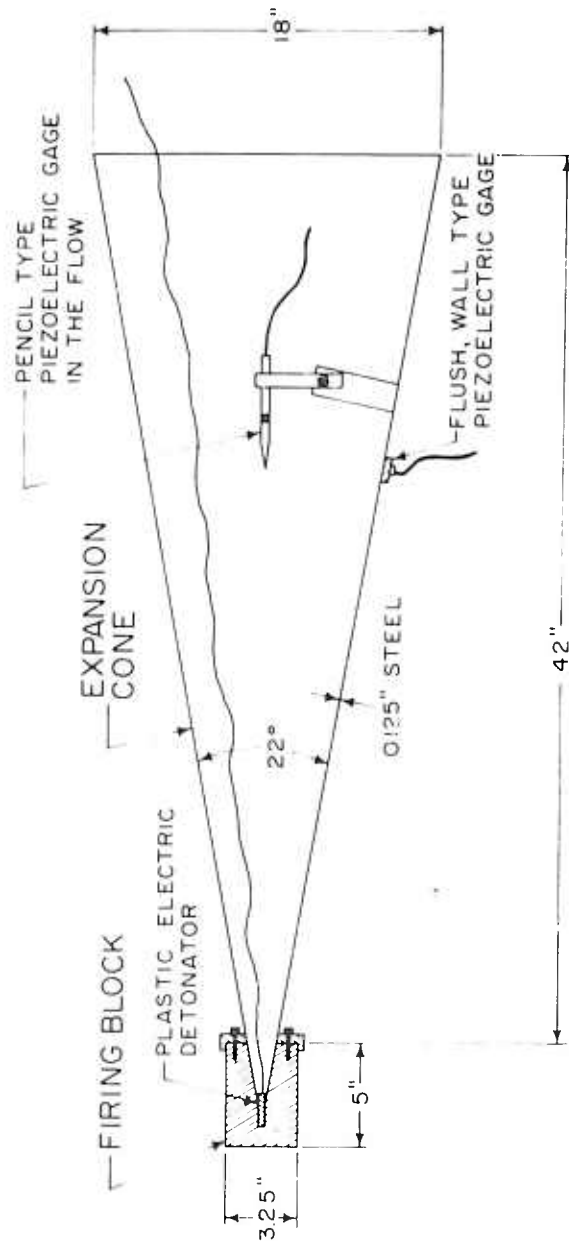 FIRING BLOCK
PLASTIC ELECTRIC
DETONATOR
EXPANSION
CONE
PENCIL TYPE
PIEZOELECTRIC GAGE
IN THE FLOW
18"
22°
0.125" STEEL
FLUSH, WALL TYPE
PIEZOELECTRIC GAGE
42"
5"
3.25"